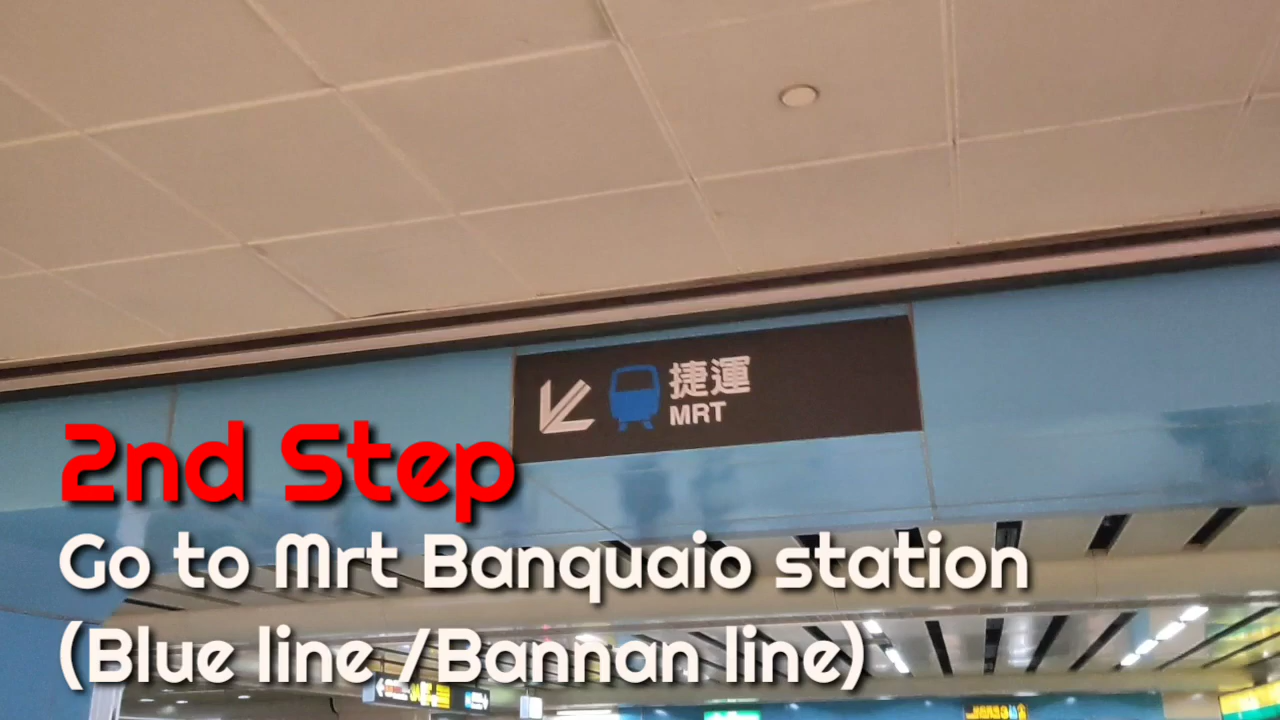 捷運
MRT
2nd Step
Go to Mrt Banquaio station
(Blue line /Bannan line)